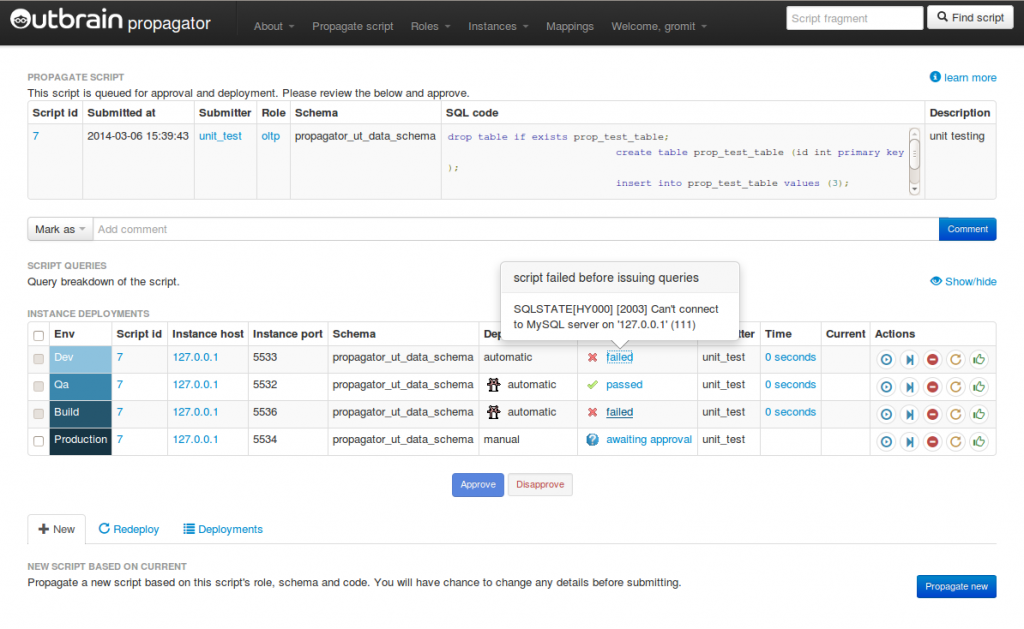 Outbrain propagator About Propagate script Roles Instances Mappings Welcome, gromit Script fragment Find script
PROPAGATE SCRIPT learn more
This script is queued for approval and deployment. Please review the below and approve.
Script id Submitted at Submitter Role Schema SQL code Description
7 2014-03-06 15:39:43 unit_test oltp propagator_ut_data_schema drop table if exists prop_test_table; unit testing
create table prop_test_table (id int primary key
);
insert into prop_test_table values (3);
Mark as Add comment Comment
SCRIPT QUERIES
Query breakdown of the script. Show/hide
script failed before issuing queries
SQLSTATE[HY000] [2003] Can't connect
to MySQL server on '127.0.0.1' (111)
INSTANCE DEPLOYMENTS
Env Script id Instance host Instance port Schema Dep tter Time Current Actions
Dev 7 127.0.0.1 5533 propagator_ut_data_schema automatic failed unit_test 0 seconds
Qa 7 127.0.0.1 5532 propagator_ut_data_schema automatic passed unit_test 0 seconds
Build 7 127.0.0.1 5536 propagator_ut_data_schema automatic failed unit_test 0 seconds
Production 7 127.0.0.1 5534 propagator_ut_data_schema manual awaiting approval unit_test
Approve Disapprove
New Redeploy Deployments
NEW SCRIPT BASED ON CURRENT
Propagate a new script based on this script's role, schema and code. You will have chance to change any details before submitting.
Propagate new